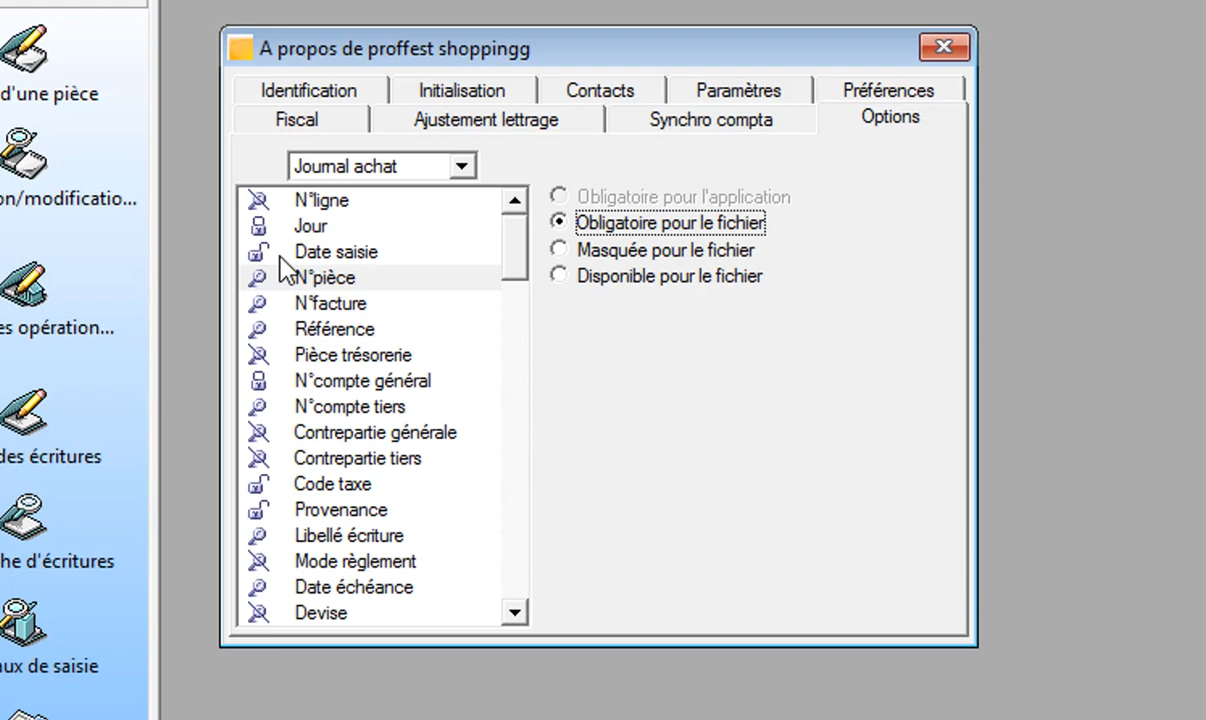 d'une pièce
on/modificatio...
es opération...
des écritures
he d'écritures
aux de saisie
A propos de proffest shoppingg
Identification
Initialisation
Contacts
Paramètres
Préférences
Fiscal
Ajustement lettrage
Synchro compta
Options
Journal achat
N°ligne
Jour
Date saisie
N°pièce
N°facture
Référence
Pièce trésorerie
N°compte général
N°compte tiers
Contrepartie générale
Contrepartie tiers
Code taxe
Provenance
Libellé écriture
Mode règlement
Date échéance
Devise
Obligatoire pour l'application
Obligatoire pour le fichier
Masquée pour le fichier
Disponible pour le fichier